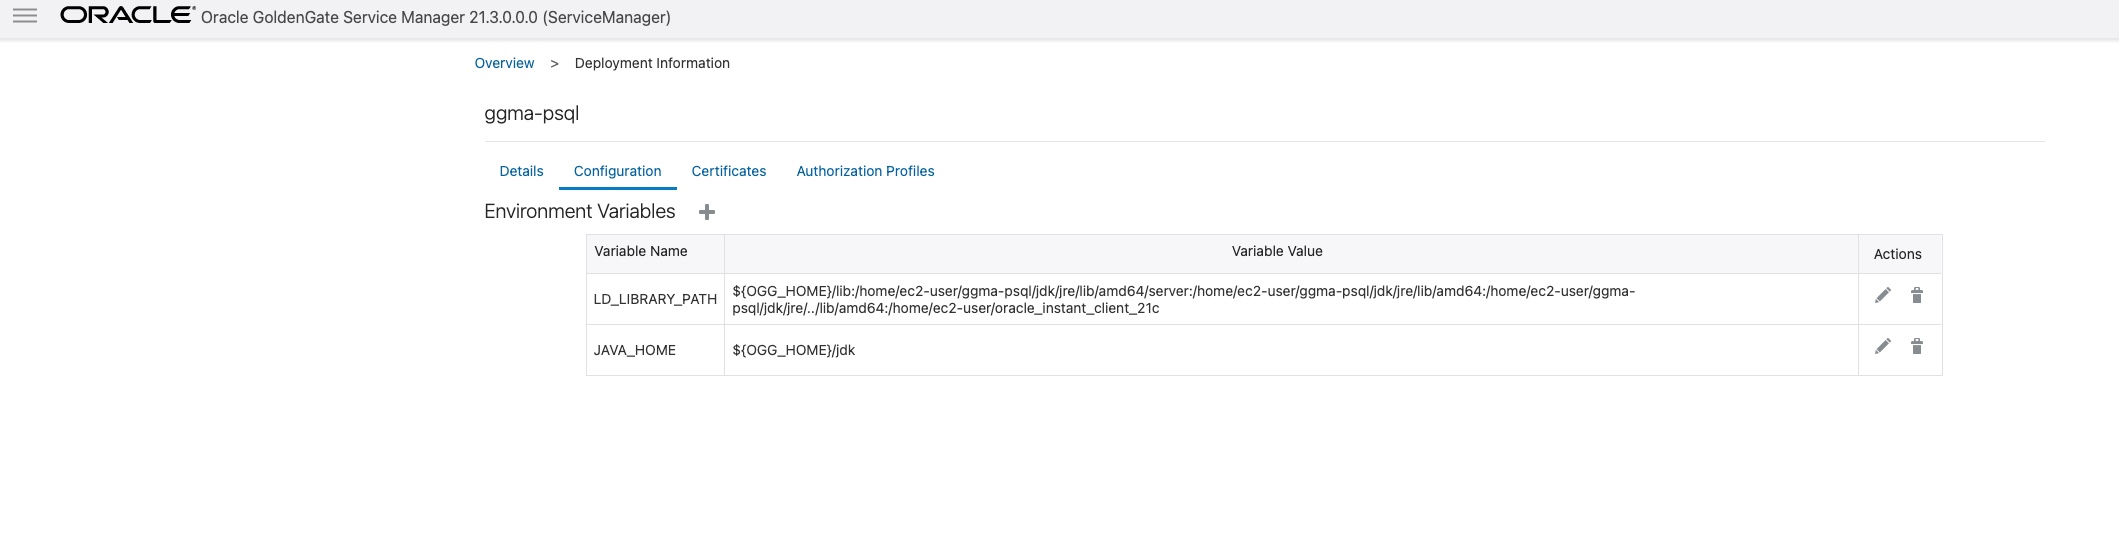 ORACLE Oracle GoldenGate Service Manager 21.3.0.0.0 (ServiceManager)
Overview > Deployment Information
ggma-psql
Details Configuration Certificates Authorization Profiles
Environment Variables
Variable Name Variable Value Actions
LD_LIBRARY_PATH ${OGG_HOME}/lib:/home/ec2-user/ggma-psql/jdk/jre/lib/amd64/server:/home/ec2-user/ggma-psql/jdk/jre/lib/amd64:/home/ec2-user/ggma-
psql/jdk/jre/../lib/amd64:/home/ec2-user/oracle_instant_client_21c
JAVA_HOME ${OGG_HOME}/jdk